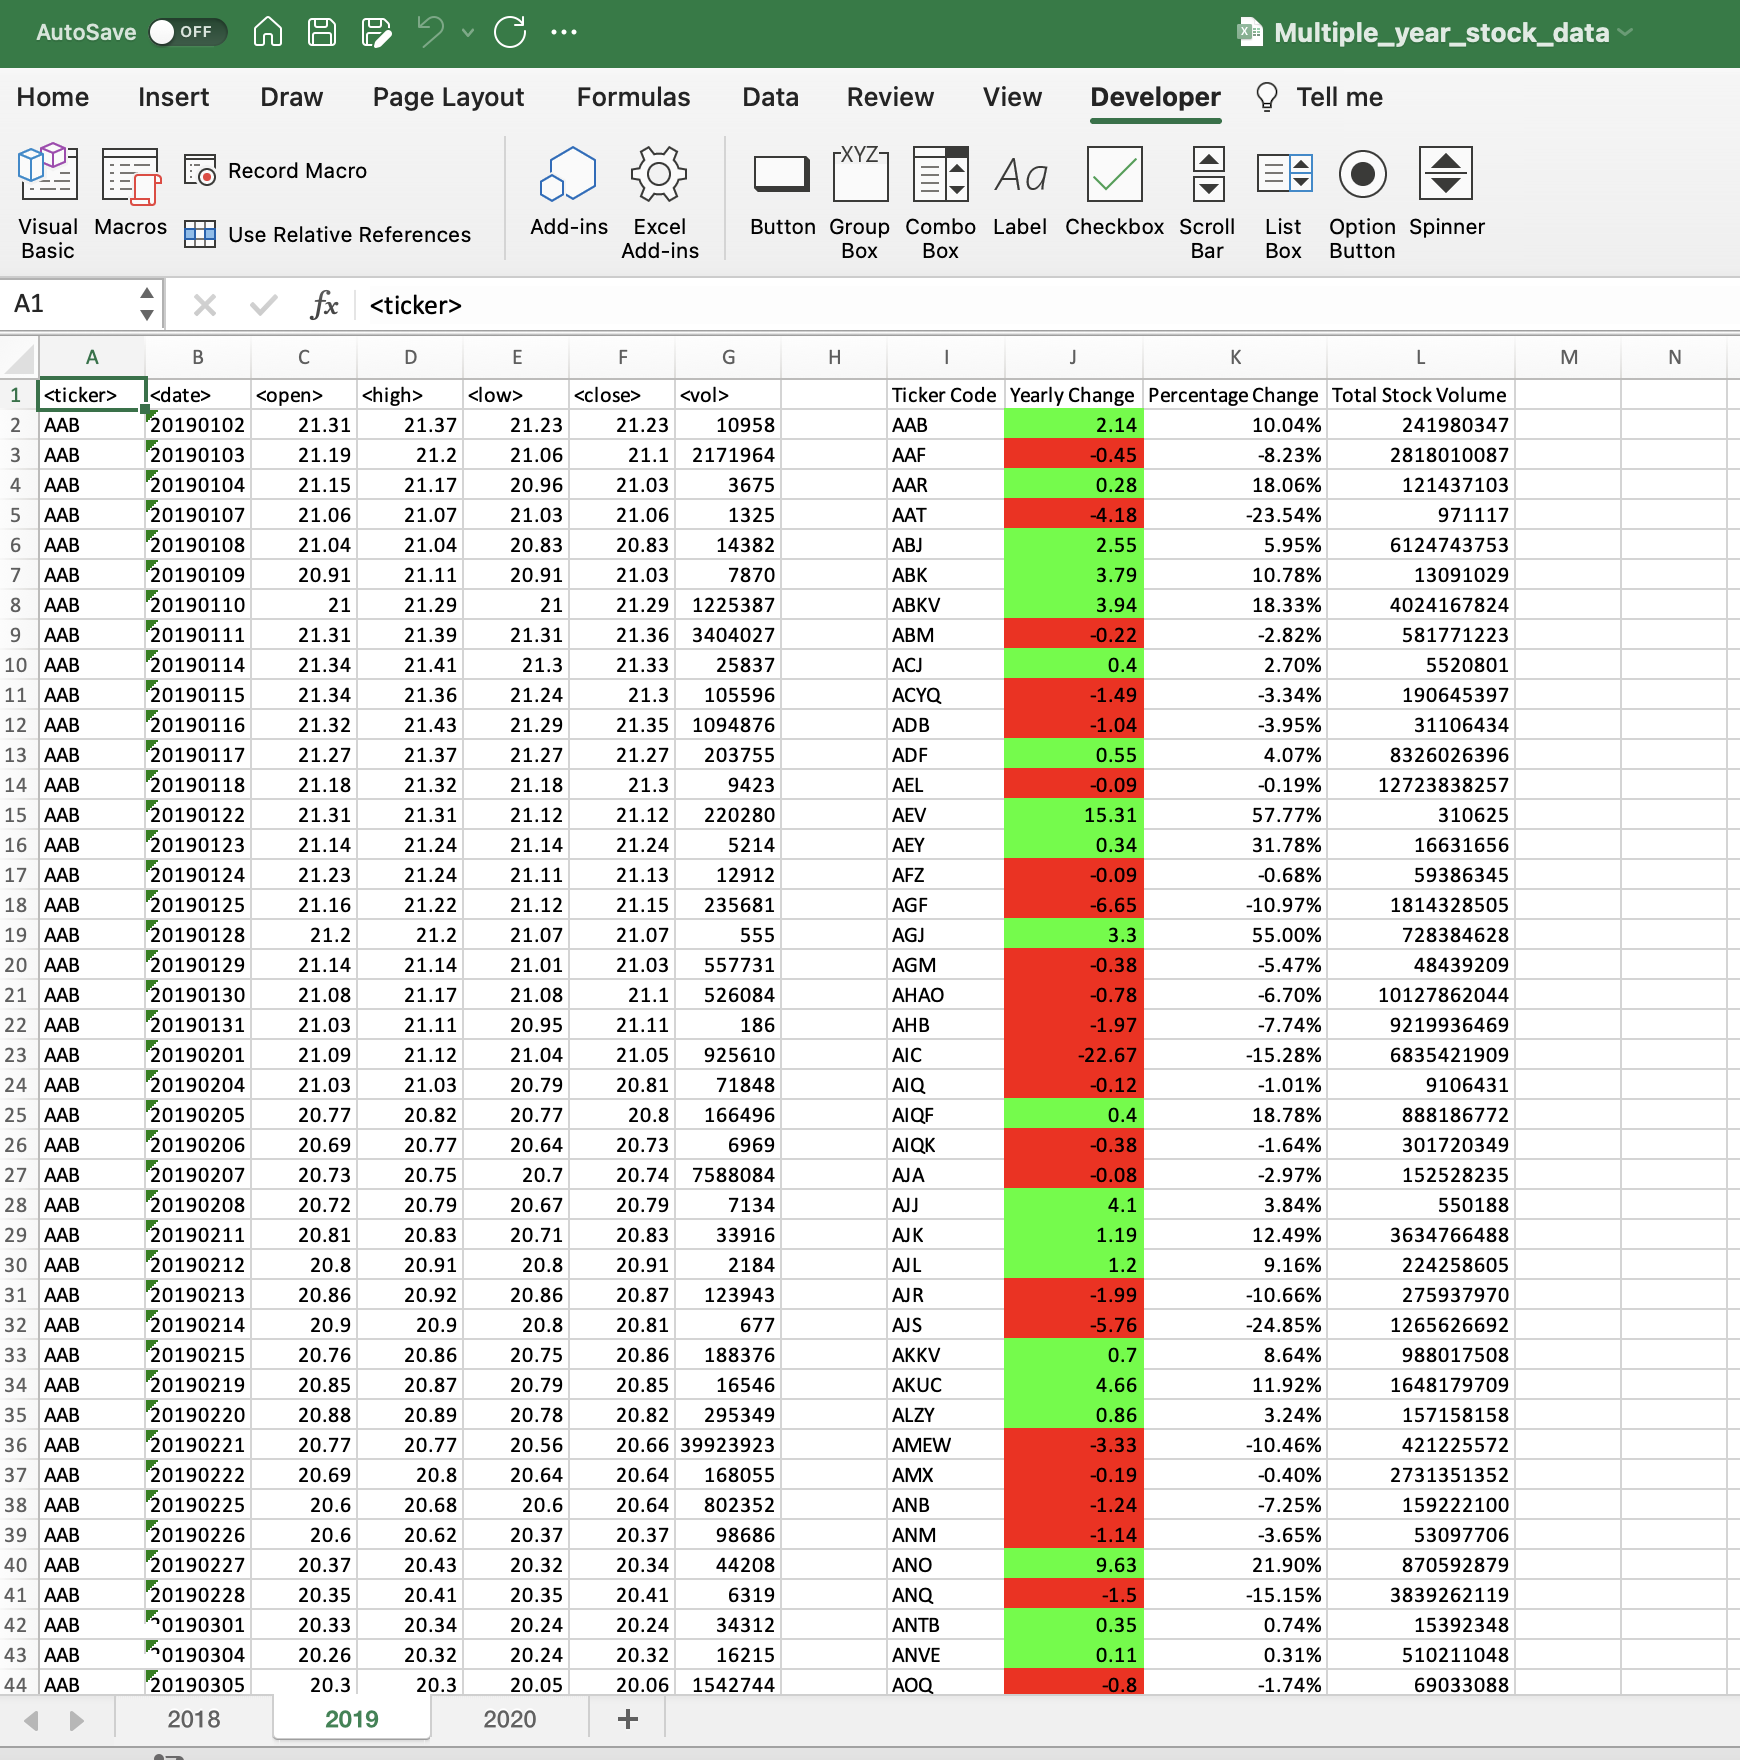 AutoSave OFF Multiple_year_stock_data
Home Insert Draw Page Layout Formulas Data Review View Developer Tell me
Visual Basic Macros Record Macro Use Relative References Add-ins Excel Add-ins Button Group Box Combo Box Label Checkbox Scroll Bar List Box Option Button Spinner
XYZ Aa
A1 fx <ticker>
A B C D E F G H I J K L M N
1 <ticker> <date> <open> <high> <low> <close> <vol> Ticker Code Yearly Change Percentage Change Total Stock Volume
2 AAB 20190102 21.31 21.37 21.23 21.23 10958 AAB 2.14 10.04% 241980347
3 AAB 20190103 21.19 21.2 21.06 21.1 2171964 AAF -0.45 -8.23% 2818010087
4 AAB 20190104 21.15 21.17 20.96 21.03 3675 AAR 0.28 18.06% 121437103
5 AAB 20190107 21.06 21.07 21.03 21.06 1325 AAT -4.18 -23.54% 971117
6 AAB 20190108 21.04 21.04 20.83 20.83 14382 ABJ 2.55 5.95% 6124743753
7 AAB 20190109 20.91 21.11 20.91 21.03 7870 ABK 3.79 10.78% 13091029
8 AAB 20190110 21 21.29 21 21.29 1225387 ABKV 3.94 18.33% 4024167824
9 AAB 20190111 21.31 21.39 21.31 21.36 3404027 ABM -0.22 -2.82% 581771223
10 AAB 20190114 21.34 21.41 21.3 21.33 25837 ACJ 0.4 2.70% 5520801
11 AAB 20190115 21.34 21.36 21.24 21.3 105596 ACYQ -1.49 -3.34% 190645397
12 AAB 20190116 21.32 21.43 21.29 21.35 1094876 ADB -1.04 -3.95% 31106434
13 AAB 20190117 21.27 21.37 21.27 21.27 203755 ADF 0.55 4.07% 8326026396
14 AAB 20190118 21.18 21.32 21.18 21.3 9423 AEL -0.09 -0.19% 12723838257
15 AAB 20190122 21.31 21.31 21.12 21.12 220280 AEV 15.31 57.77% 310625
16 AAB 20190123 21.14 21.24 21.14 21.24 5214 AEY 0.34 31.78% 16631656
17 AAB 20190124 21.23 21.24 21.11 21.13 12912 AFZ -0.09 -0.68% 59386345
18 AAB 20190125 21.16 21.22 21.12 21.15 235681 AGF -6.65 -10.97% 1814328505
19 AAB 20190128 21.2 21.2 21.07 21.07 555 AGJ 3.3 55.00% 728384628
20 AAB 20190129 21.14 21.14 21.01 21.03 557731 AGM -0.38 -5.47% 48439209
21 AAB 20190130 21.08 21.17 21.08 21.1 526084 AHAO -0.78 -6.70% 10127862044
22 AAB 20190131 21.03 21.11 20.95 21.11 186 AHB -1.97 -7.74% 9219936469
23 AAB 20190201 21.09 21.12 21.04 21.05 925610 AIC -22.67 -15.28% 6835421909
24 AAB 20190204 21.03 21.03 20.79 20.81 71848 AIQ -0.12 -1.01% 9106431
25 AAB 20190205 20.77 20.82 20.77 20.8 166496 AIQF 0.4 18.78% 888186772
26 AAB 20190206 20.69 20.77 20.64 20.73 6969 AIQK -0.38 -1.64% 301720349
27 AAB 20190207 20.73 20.75 20.7 20.74 7588084 AJA -0.08 -2.97% 152528235
28 AAB 20190208 20.72 20.79 20.67 20.79 7134 AJJ 4.1 3.84% 550188
29 AAB 20190211 20.81 20.83 20.71 20.83 33916 AJK 1.19 12.49% 3634766488
30 AAB 20190212 20.8 20.91 20.8 20.91 2184 AJL 1.2 9.16% 224258605
31 AAB 20190213 20.86 20.92 20.86 20.87 123943 AJR -1.99 -10.66% 275937970
32 AAB 20190214 20.9 20.9 20.8 20.81 677 AJS -5.76 -24.85% 1265626692
33 AAB 20190215 20.76 20.86 20.75 20.86 188376 AKKV 0.7 8.64% 988017508
34 AAB 20190219 20.85 20.87 20.79 20.85 16546 AKUC 4.66 11.92% 1648179709
35 AAB 20190220 20.88 20.89 20.78 20.82 295349 ALZY 0.86 3.24% 157158158
36 AAB 20190221 20.77 20.77 20.56 20.66 39923923 AMEW -3.33 -10.46% 421225572
37 AAB 20190222 20.69 20.8 20.64 20.64 168055 AMX -0.19 -0.40% 2731351352
38 AAB 20190225 20.6 20.68 20.6 20.64 802352 ANB -1.24 -7.25% 159222100
39 AAB 20190226 20.6 20.62 20.37 20.37 98686 ANM -1.14 -3.65% 53097706
40 AAB 20190227 20.37 20.43 20.32 20.34 44208 ANO 9.63 21.90% 870592879
41 AAB 20190228 20.35 20.41 20.35 20.41 6319 ANQ -1.5 -15.15% 3839262119
42 AAB 20190301 20.33 20.34 20.24 20.24 34312 ANTB 0.35 0.74% 15392348
43 AAB 20190304 20.26 20.32 20.24 20.32 16215 ANVE 0.11 0.31% 510211048
44 AAB 20190305 20.3 20.3 20.05 20.06 1542744 AOQ -0.8 -1.74% 69033088
2018 2019 2020 +